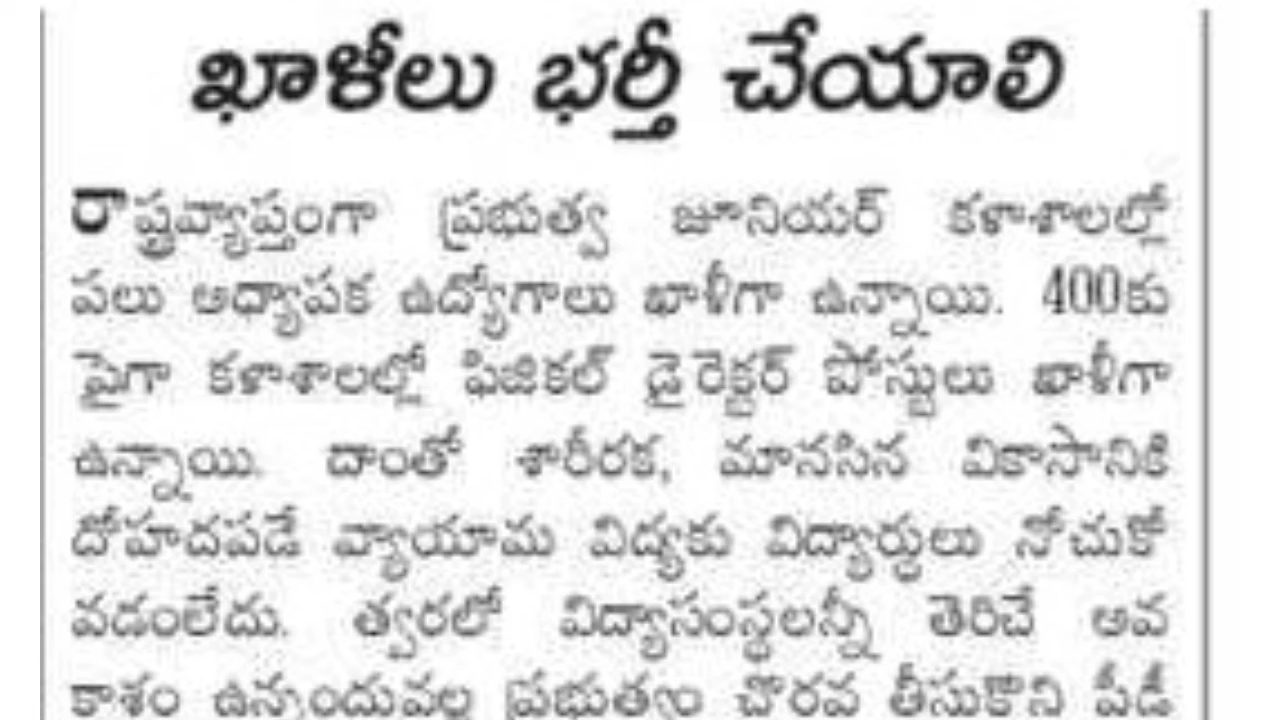 ఖాళీలు భర్తీ చేయాలి
రాష్ట్రవ్యాప్తంగా ప్రభుత్వ జూనియర్ కళాశాలల్లో
పలు అధ్యాపక ఉద్యోగాలు ఖాళీగా ఉన్నాయి. 400కు
పైగా కళాశాలల్లో ఫిజికల్ డైరెక్టర్ పోస్టులు ఖాళీగా
ఉన్నాయి. దాంతో శారీరక, మానసిన వికాసానికి
దోహదపడే వ్యాయామ విద్యకు విద్యార్థులు నోచుకో
వడంలేదు. త్వరలో విద్యాసంస్థలన్నీ తెరిచే అవ
కాశం ఉన్నందువల్ల ప్రభుత్వం చొరవ తీసుకొని పీడీ